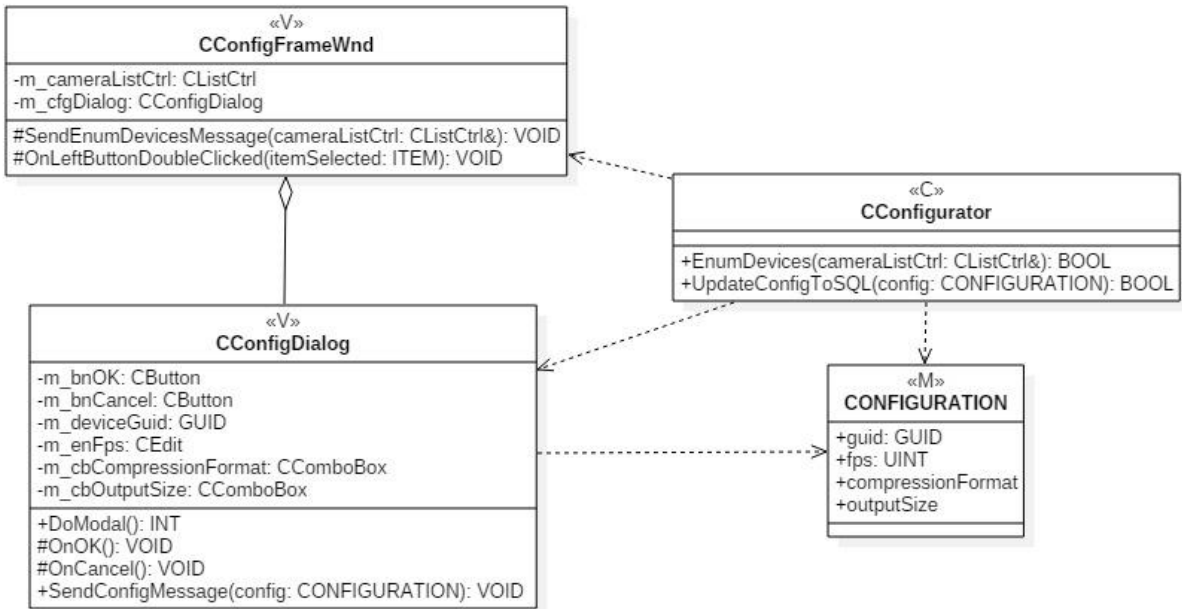 «V»
CConfigFrameWnd
-m_cameraListCtrl: CListCtrl
-m_cfgDialog: CConfigDialog
#SendEnumDevicesMessage(cameraListCtrl: CListCtrl&): VOID
#OnLeftButtonDoubleClicked(itemSelected: ITEM): VOID
«C»
CConfigurator
+EnumDevices(cameraListCtrl: CListCtrl&): BOOL
+UpdateConfigToSQL(config: CONFIGURATION): BOOL
«V»
CConfigDialog
-m_bnOK: CButton
-m_bnCancel: CButton
-m_deviceGuid: GUID
-m_enFps: CEdit
-m_cbCompressionFormat: CComboBox
-m_cbOutputSize: CComboBox
+DoModal(): INT
#OnOK(): VOID
#OnCancel(): VOID
+SendConfigMessage(config: CONFIGURATION): VOID
«M»
CONFIGURATION
+guid: GUID
+fps: UINT
+compressionFormat
+outputSize